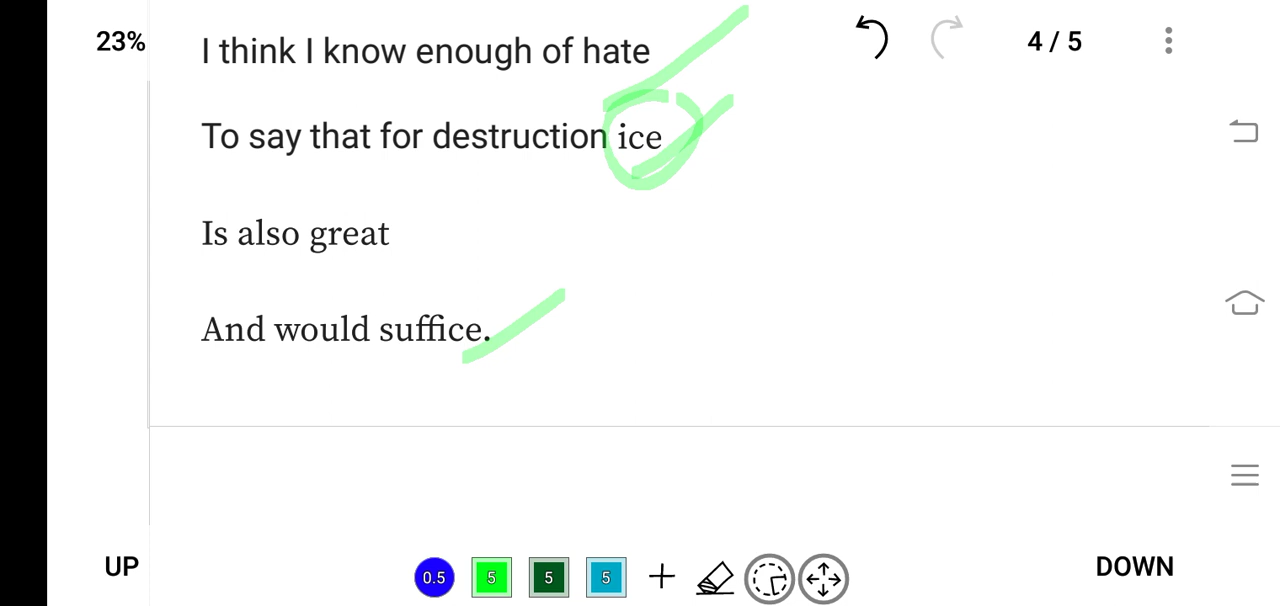 23%
I think I know enough of hate
4 / 5
To say that for destruction ice
Is also great
And would suffice.
UP
0.5
5
5
5
DOWN